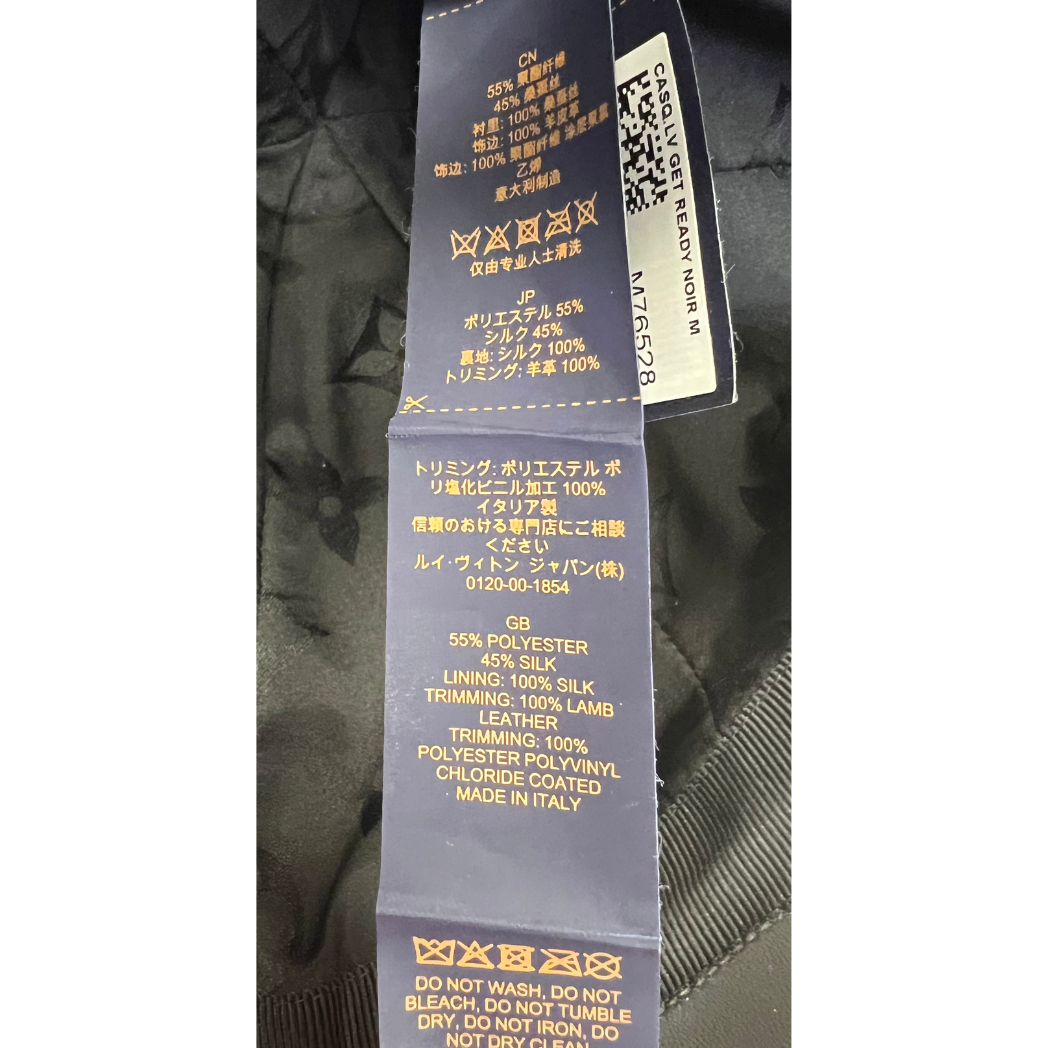 CN
55% 聚酯纤维
45% 桑蚕丝
衬里: 100% 桑蚕丝
饰边: 100% 羊皮革
饰边: 100% 聚酯纤维 涂层聚氯
乙烯
意大利制造
仅由专业人士清洗
JP
ポリエステル 55%
シルク 45%
裏地: シルク 100%
トリミング: 羊革 100%
トリミング: ポリエステル ポ
リ塩化ビニル加工 100%
イタリア製
信頼のおける専門店にご相談
ください
ルイ・ヴィトン ジャパン(株)
0120-00-1854
GB
55% POLYESTER
45% SILK
LINING: 100% SILK
TRIMMING: 100% LAMB
LEATHER
TRIMMING: 100%
POLYESTER POLYVINYL
CHLORIDE COATED
MADE IN ITALY
DO NOT WASH, DO NOT
BLEACH, DO NOT TUMBLE
DRY, DO NOT IRON, DO
NOT DRY CLEAN
CASQ.LV GET READY NOIR M
M76528